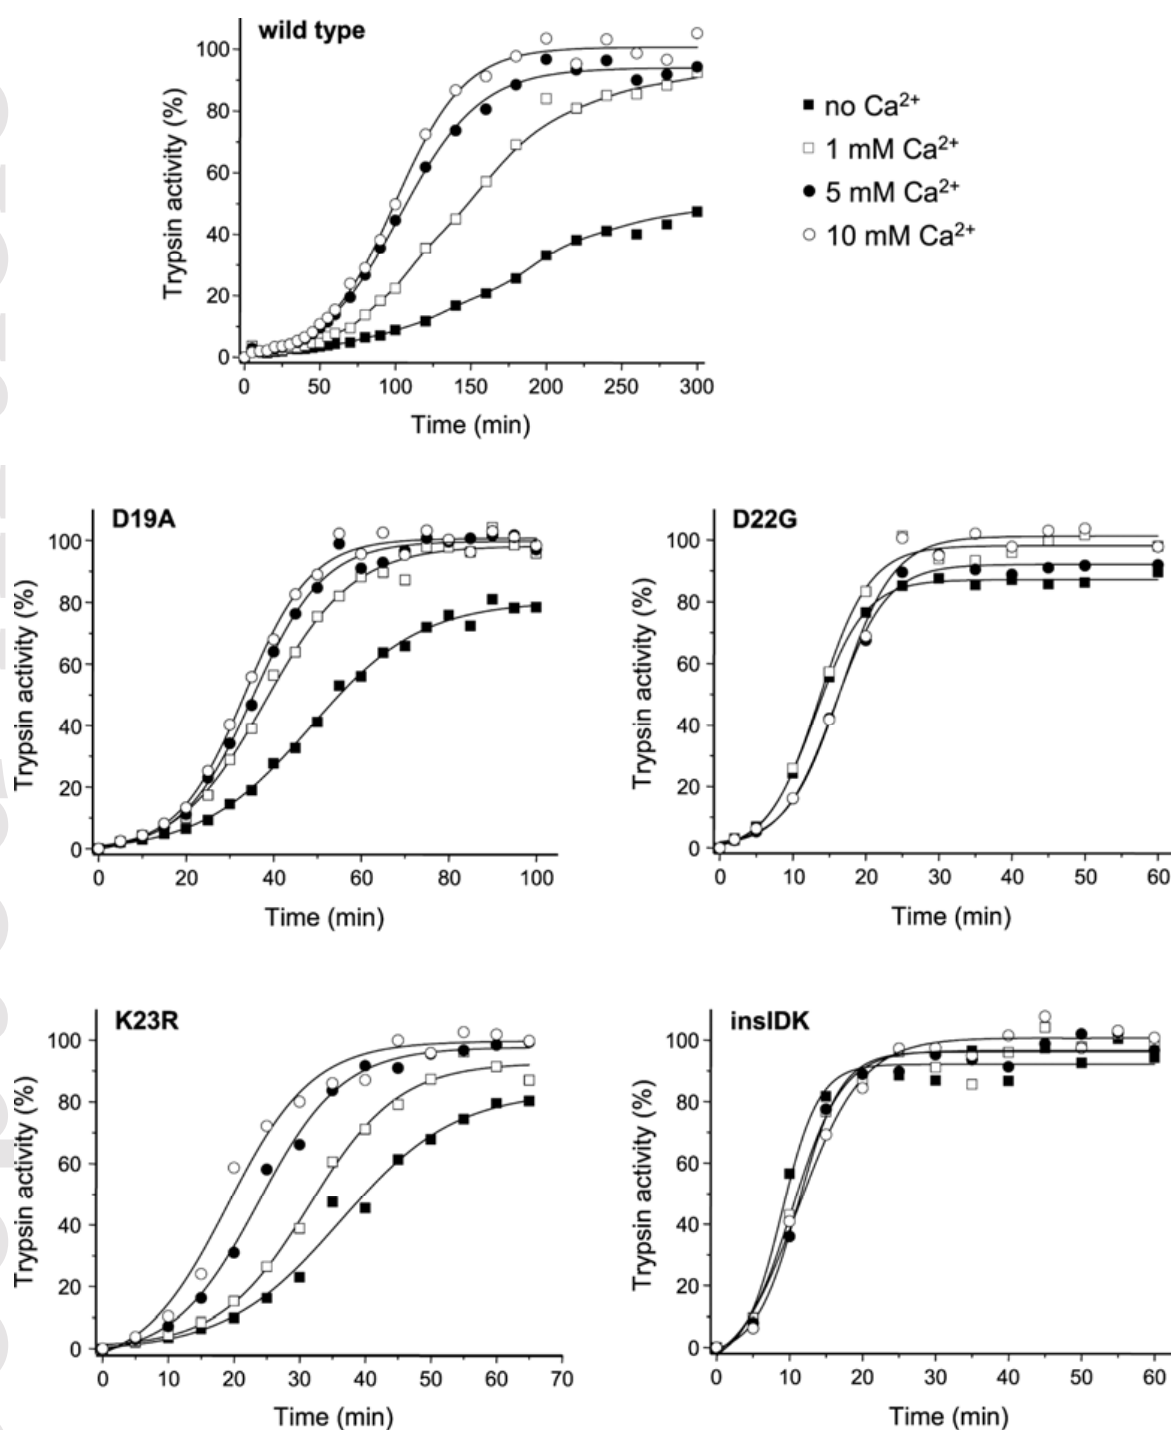 wild type
Trypsin activity (%)
100
80
60
40
20
0
0 50 100 150 200 250 300
Time (min)
no Ca²⁺
1 mM Ca²⁺
5 mM Ca²⁺
10 mM Ca²⁺
D19A
Trypsin activity (%)
100
80
60
40
20
0
0 20 40 60 80 100
Time (min)
D22G
Trypsin activity (%)
100
80
60
40
20
0
0 10 20 30 40 50 60
Time (min)
K23R
Trypsin activity (%)
100
80
60
40
20
0
0 10 20 30 40 50 60 70
Time (min)
insIDK
Trypsin activity (%)
100
80
60
40
20
0
0 10 20 30 40 50 60
Time (min)